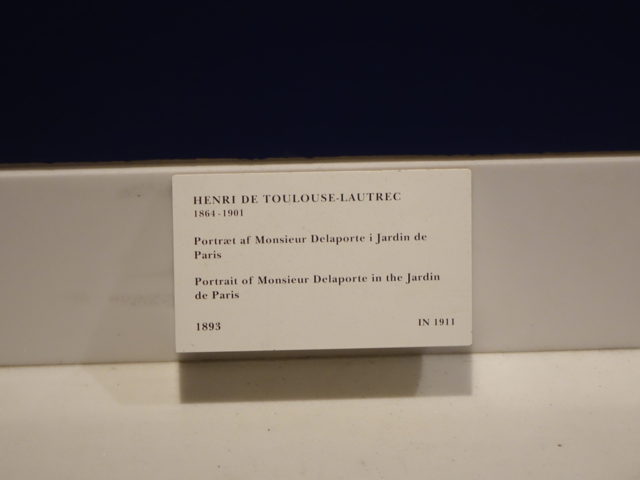 HENRI DE TOULOUSE-LAUTREC
1864-1901
Portræt af Monsieur Delaporte i Jardin de
Paris
Portrait of Monsieur Delaporte in the Jardin
de Paris
1893 IN 1911